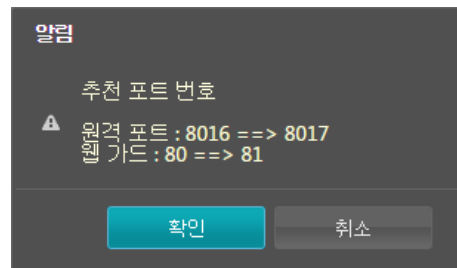 알림
추천 포트 번호
원격 포트 : 8016 ==> 8017
웹 가드 : 80 ==> 81
확인
취소